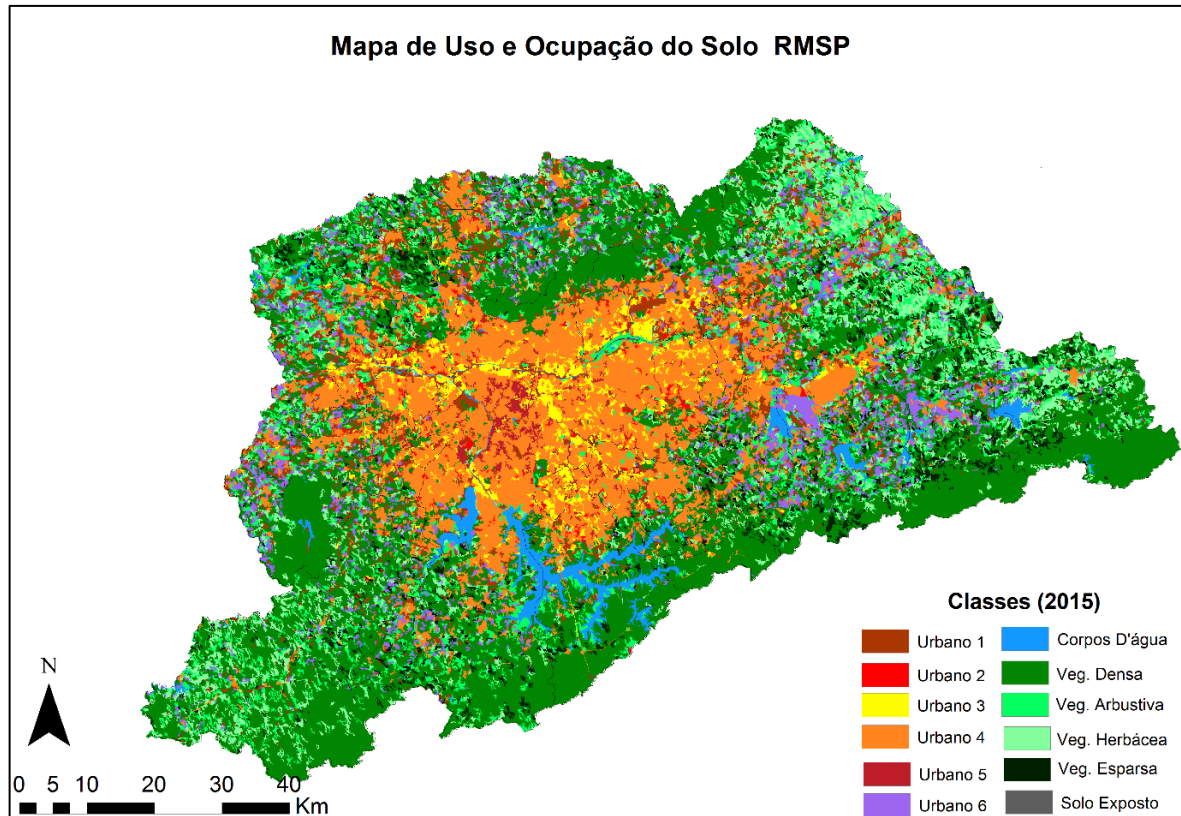 Mapa de Uso e Ocupação do Solo RMSP
Classes (2015)
Urbano 1
Urbano 2
Urbano 3
Urbano 4
Urbano 5
Urbano 6
Corpos D'água
Veg. Densa
Veg. Arbustiva
Veg. Herbácea
Veg. Esparsa
Solo Exposto
N
0 5 10 20 30 40
Km